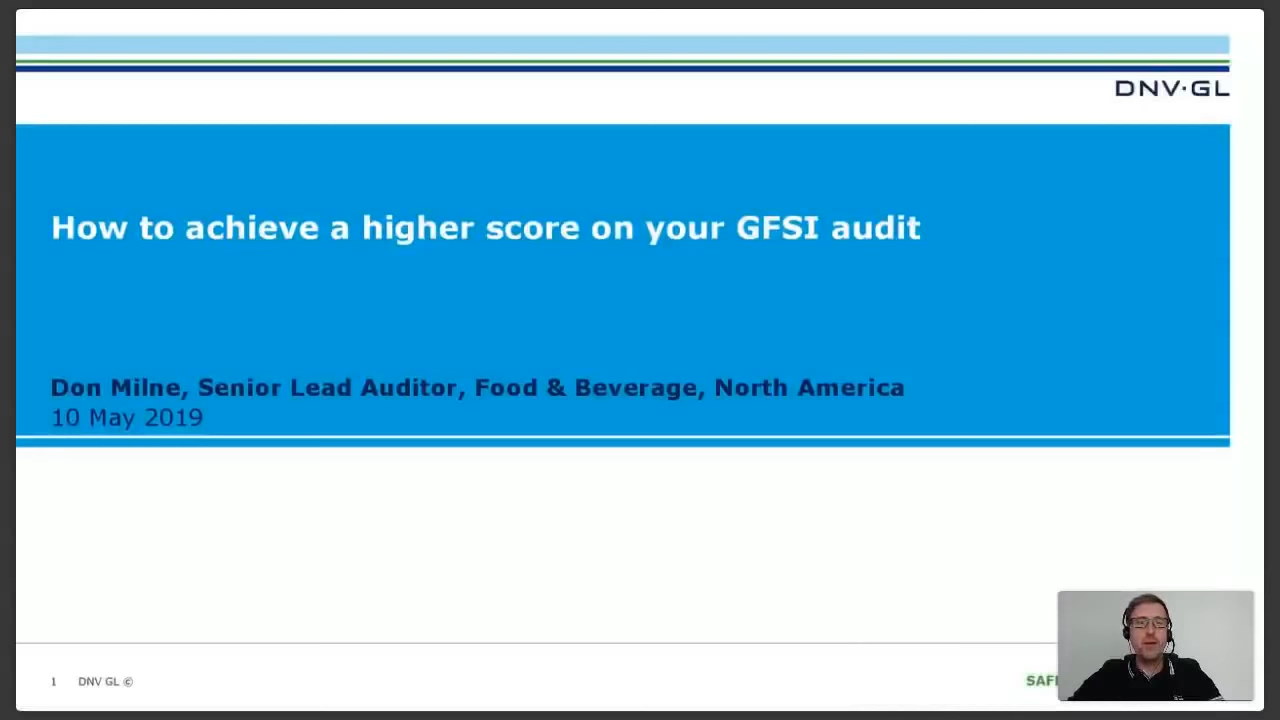 DNV·GL
How to achieve a higher score on your GFSI audit
Don Milne, Senior Lead Auditor, Food & Beverage, North America
10 May 2019
1 DNV GL ©